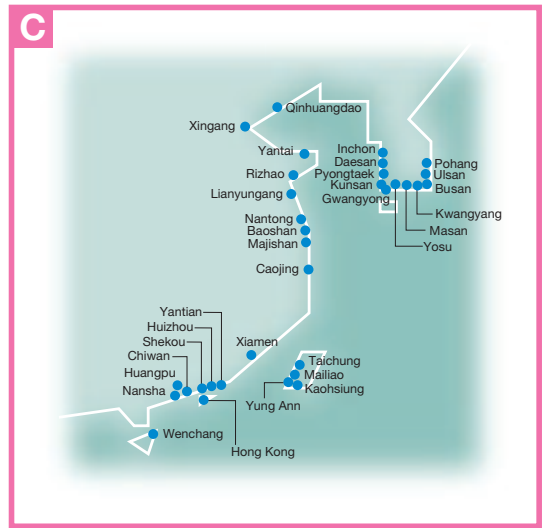 C
Qinhuangdao
Xingang
Yantai
Rizhao
Lianyungang
Nantong
Baoshan
Majishan
Caojing
Inchon
Daesan
Pyongtaek
Kunsan
Gwangyong
Pohang
Ulsan
Busan
Kwangyang
Masan
Yosu
Yantian
Huizhou
Shekou
Chiwan
Huangpu
Nansha
Xiamen
Taichung
Mailiao
Kaohsiung
Yung Ann
Wenchang
Hong Kong